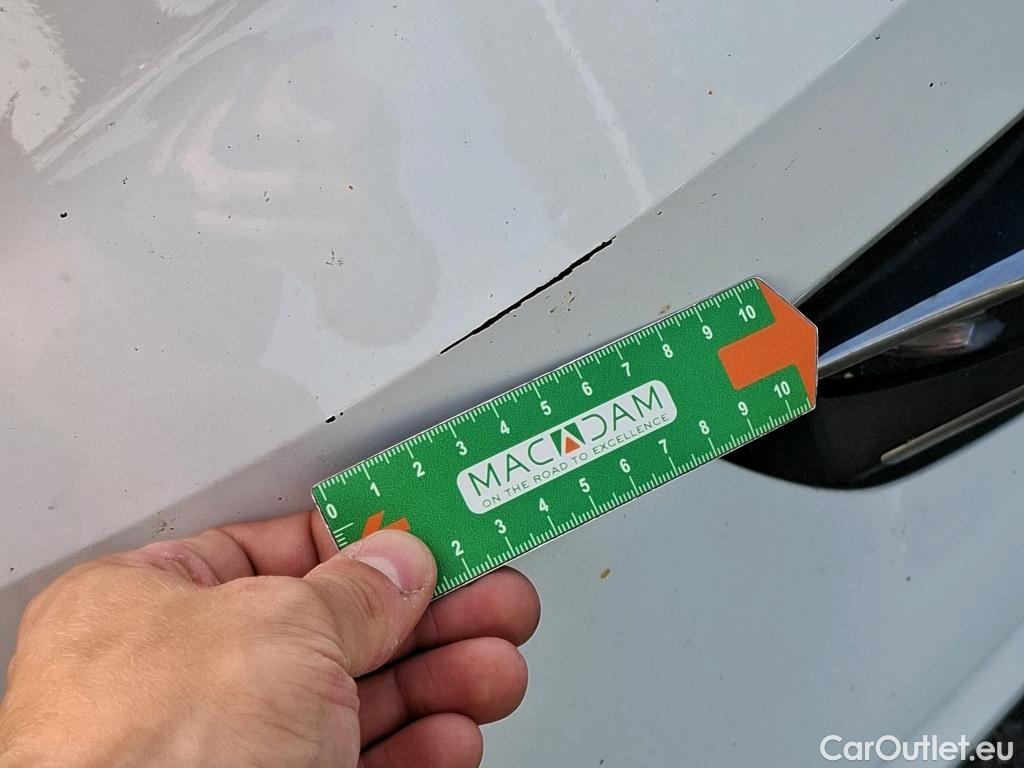 0 1 2 3 4 5 6 7 8 9 10
MACADAM
ON THE ROAD TO EXCELLENCE
2 3 4 5 6 7 8 9 10
CarOutlet.eu